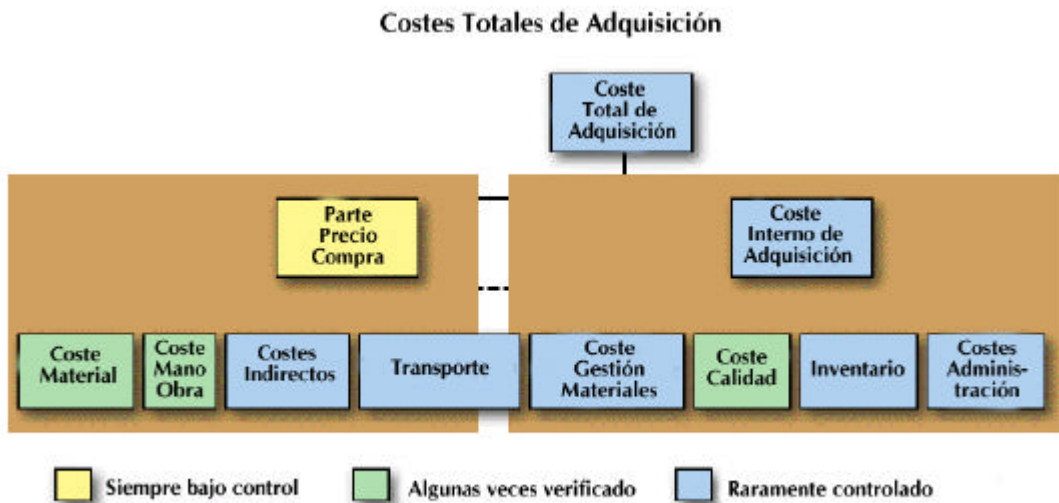 Costes Totales de Adquisición
Coste
Total de
Adquisición
Parte
Precio
Compra
Coste
Interno de
Adquisición
Coste
Material
Coste
Mano
Obra
Costes
Indirectos
Transporte
Coste
Gestión
Materiales
Coste
Calidad
Inventario
Costes
Adminis-
tración
Siempre bajo control
Algunas veces verificado
Raramente controlado